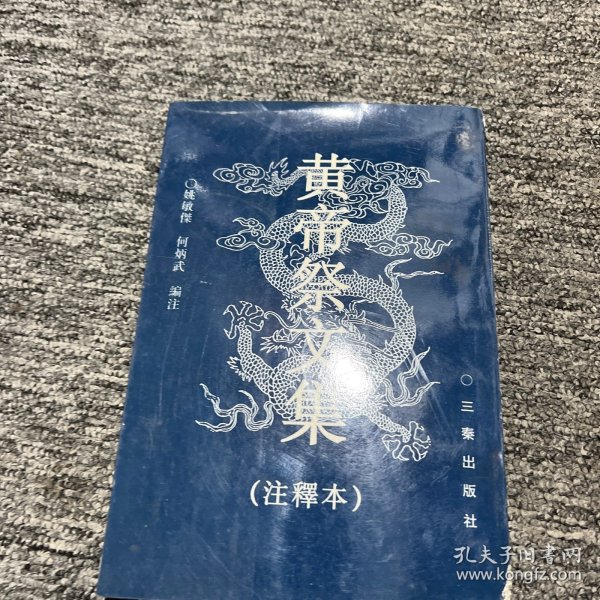 黄帝祭文集
(注釋本)
○姚敏傑 何炳武 編注
○三秦出版社
孔夫子旧书网
www.kongfz.com